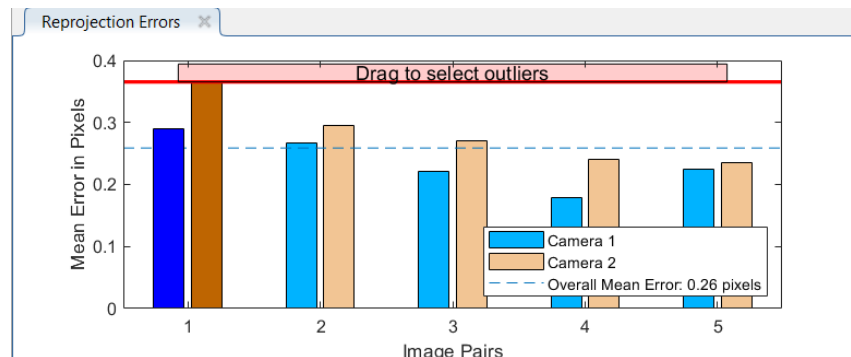 Reprojection Errors
Drag to select outliers
Mean Error in Pixels
0.4
0.3
0.2
0.1
0
Camera 1
Camera 2
Overall Mean Error: 0.26 pixels
1 2 3 4 5
Image Pairs